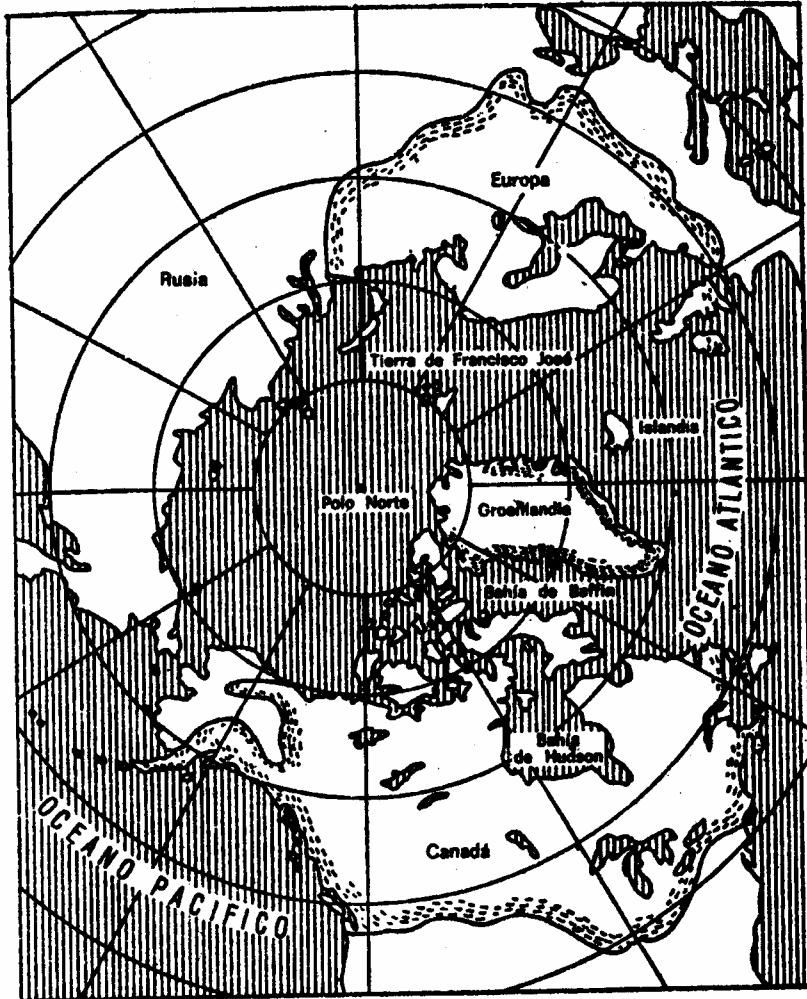 Europa
Rusia
Tierra de Francisco José
Islandia
Polo Norte
Groenlandia
OCEANO ATLANTICO
Bahía de Baffin
Bahía
de Hudson
Canadá
OCEANO PACIFICO